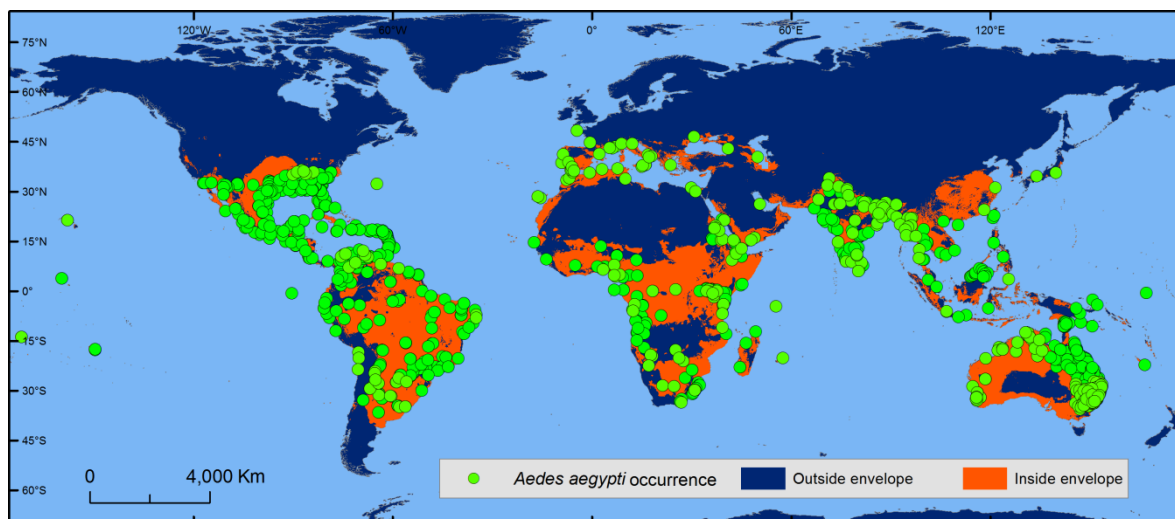 120°W
60°W
0°
60°E
120°E
75°N
60°N
45°N
30°N
15°N
0°
15°S
30°S
45°S
60°S
0
4,000 Km
Aedes aegypti occurrence
Outside envelope
Inside envelope